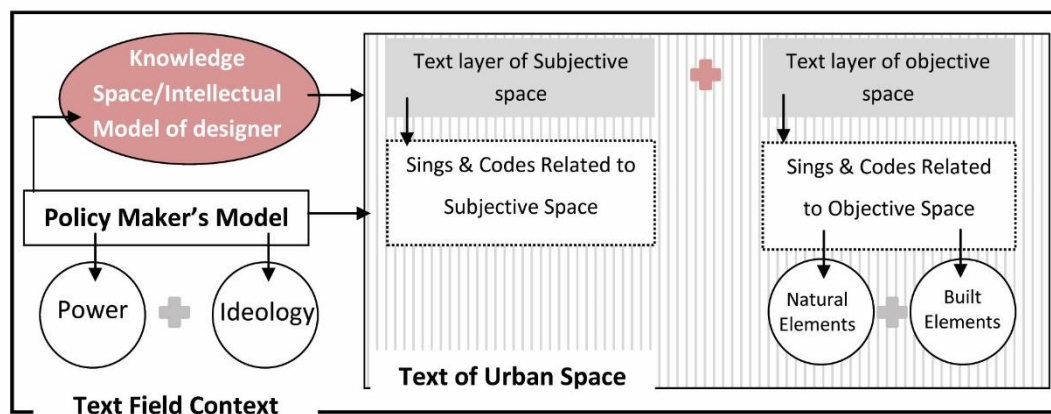 Knowledge
Space/Intellectual
Model of designer
Policy Maker's Model
Power
Ideology
Text Field Context
Text layer of Subjective
space
Sings & Codes Related to
Subjective Space
Text layer of objective
space
Sings & Codes Related
to Objective Space
Natural
Elements
Built
Elements
Text of Urban Space